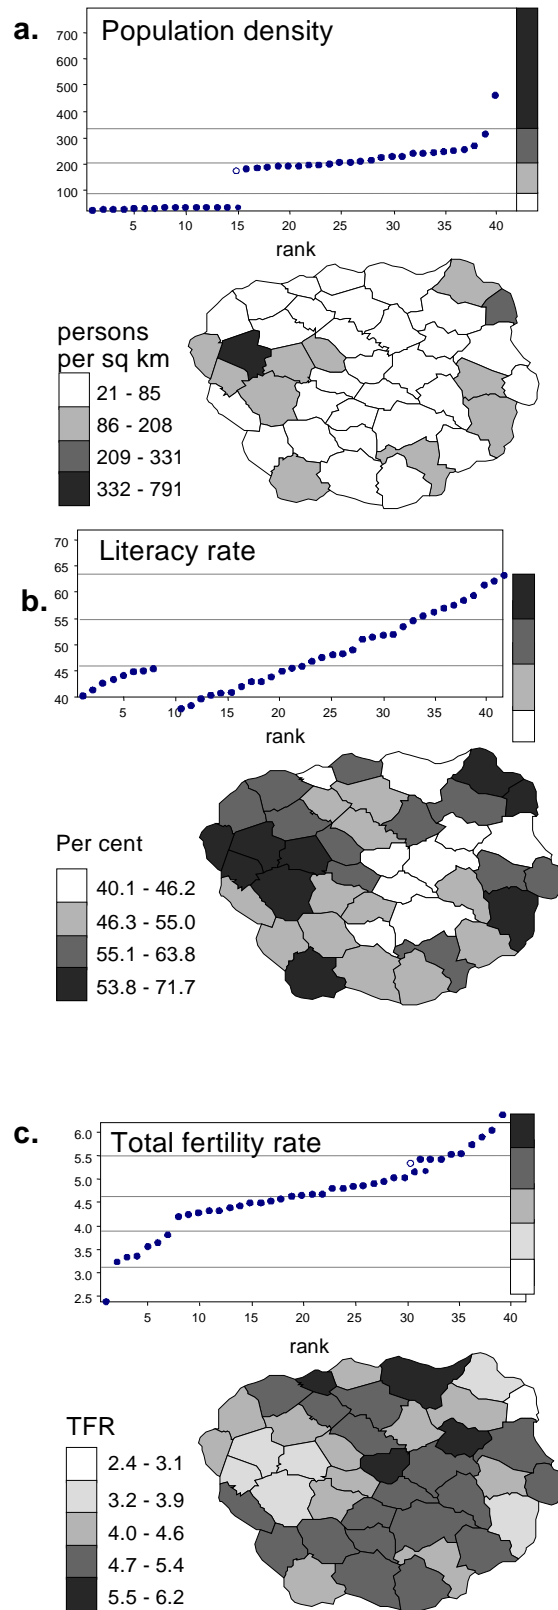 a.
Population density
700
600
500
400
300
200
100
5
10
15
20
25
30
35
40
rank
persons
per sq km
21 - 85
86 - 208
209 - 331
332 - 791
b.
Literacy rate
70
65
60
55
50
45
40
5
10
15
20
25
30
35
40
rank
Per cent
40.1 - 46.2
46.3 - 55.0
55.1 - 63.8
53.8 - 71.7
c.
Total fertility rate
6.0
5.5
5.0
4.5
4.0
3.5
3.0
2.5
5
10
15
20
25
30
35
40
rank
TFR
2.4 - 3.1
3.2 - 3.9
4.0 - 4.6
4.7 - 5.4
5.5 - 6.2